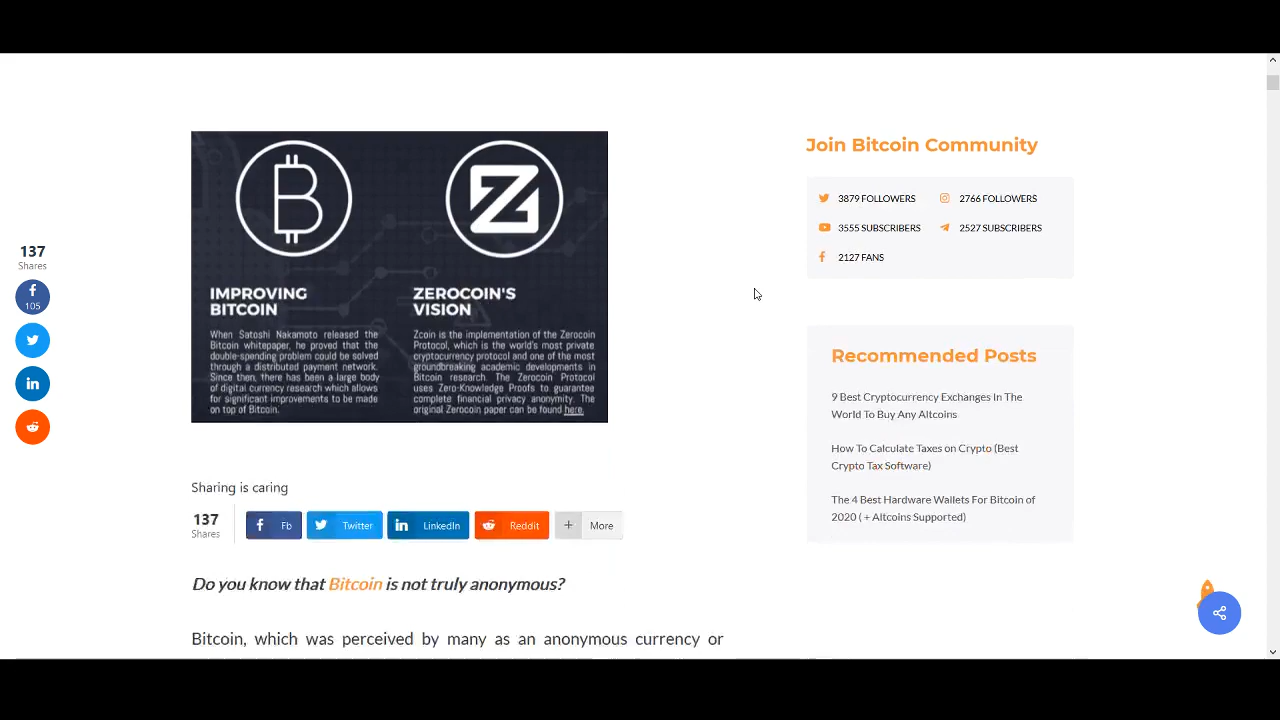 137
Shares
105
IMPROVING
BITCOIN
When Satoshi Nakamoto released the
Bitcoin whitepaper, he proved that the
double-spending problem could be solved
through a distributed payment network.
Since then, there has been a large body
of digital currency research which allows
for significant improvements to be made
on top of Bitcoin.
ZEROCOIN'S
VISION
Zcoin is the implementation of the Zerocoin
Protocol, which is the world's most private
cryptocurrency protocol and one of the most
groundbreaking academic developments in
Bitcoin research. The Zerocoin Protocol
uses Zero-Knowledge Proofs to guarantee
complete financial privacy anonymity. The
original Zerocoin paper can be found here.
Sharing is caring
137
Shares
Fb
Twitter
LinkedIn
Reddit
More
Do you know that Bitcoin is not truly anonymous?
Bitcoin, which was perceived by many as an anonymous currency or
Join Bitcoin Community
3879 FOLLOWERS
2766 FOLLOWERS
3555 SUBSCRIBERS
2527 SUBSCRIBERS
2127 FANS
Recommended Posts
9 Best Cryptocurrency Exchanges In The
World To Buy Any Altcoins
How To Calculate Taxes on Crypto (Best
Crypto Tax Software)
The 4 Best Hardware Wallets For Bitcoin of
2020 ( + Altcoins Supported)